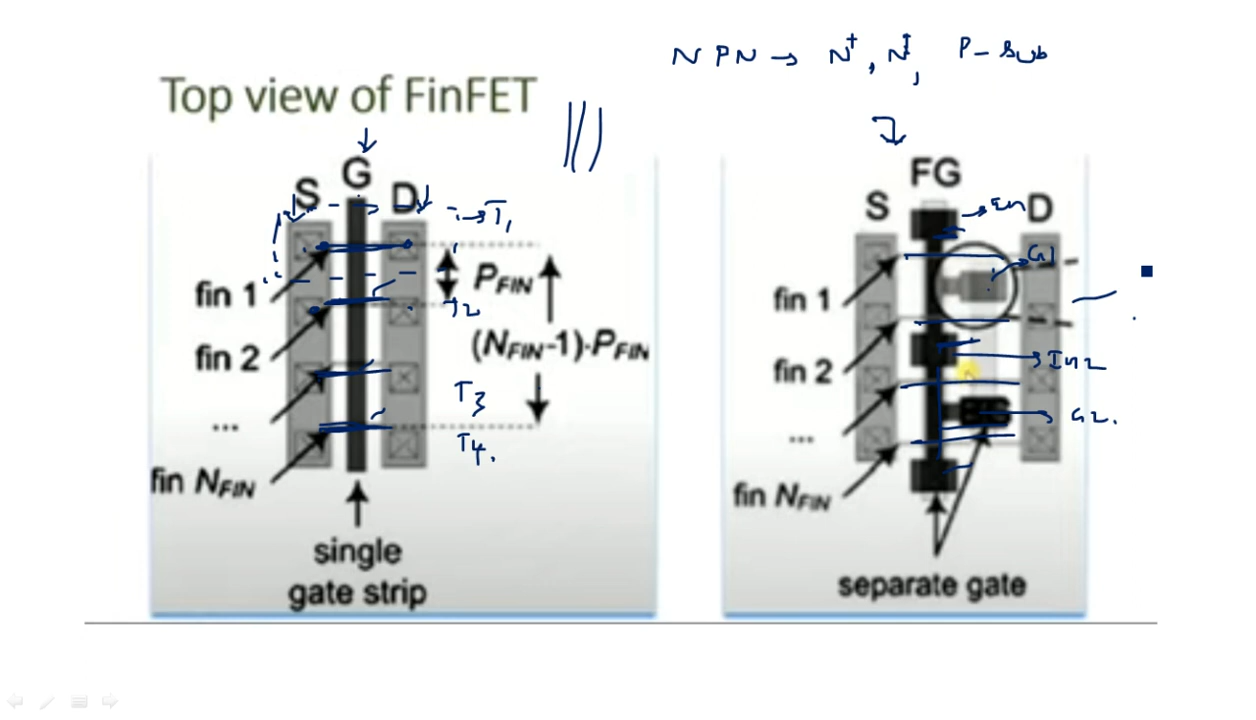 N P N → N+, N
P - Sub
Top view of FinFET
S
G
D
→ T1
fin 1
PFIN
T2
fin 2
(NFIN-1)·PFIN
...
T3
T4.
fin NFIN
single
gate strip
FG
S
D
G1
fin 1
In2
fin 2
G2.
...
fin NFIN
separate gate